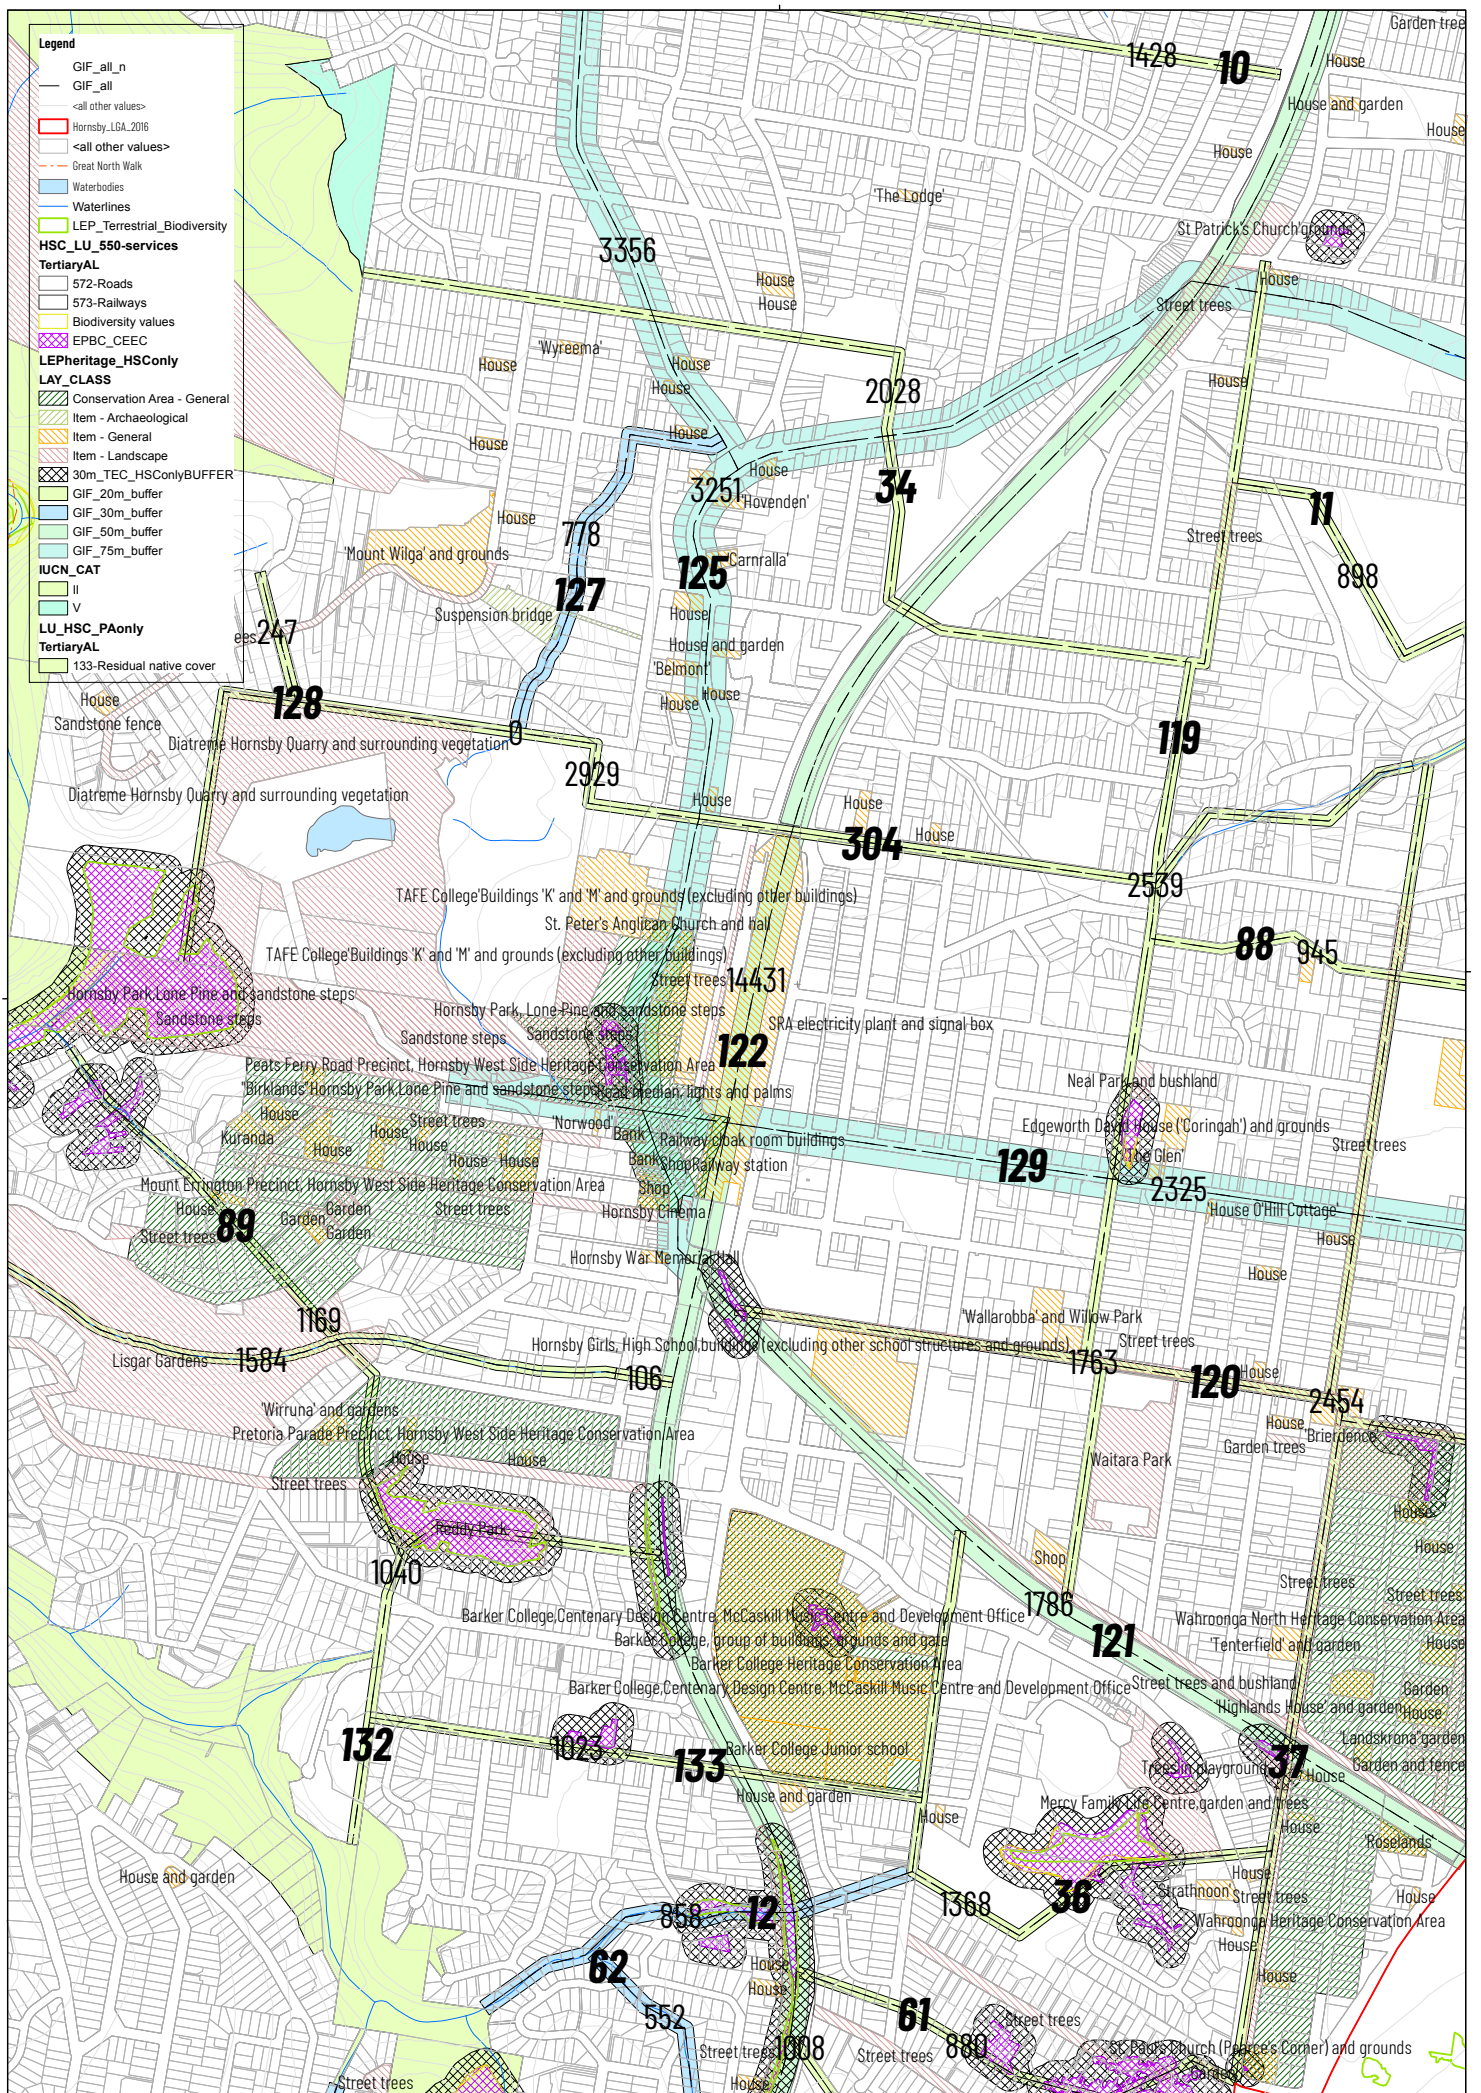 Legend
GIF_all_n
GIF_all
<all other values>
Hornsby_LGA_2016
<all other values>
Great North Walk
Waterbodies
Waterlines
LEP_Terrestrial_Biodiversity
HSC_LU_550-services
TertiaryAL
572-Roads
573-Railways
Biodiversity values
EPBC_CEEC
LEPheritage_HSConly
LAY_CLASS
Conservation Area - General
Item - Archaeological
Item - General
Item - Landscape
30m_TEC_HSConlyBUFFER
GIF_20m_buffer
GIF_30m_buffer
GIF_50m_buffer
GIF_75m_buffer
IUCN_CAT
II
V
LU_HSC_PAonly
TertiaryAL
133-Residual native cover
Garden tree
1428
10
House
House and garden
House
House
'The Lodge'
St Patrick's Church'grounds
3356
House
House
House
Street trees
'Wyreema'
House
House
House
2028
House
House
House
House
3251
'Hovenden'
34
11
House
778
Street trees
'Mount Wilga' and grounds
'Carnralla'
125
127
898
House
Suspension bridge
ees
247
House and garden
'Belmont'
House
House
House
128
Sandstone fence
0
119
Diatreme Hornsby Quarry and surrounding vegetation
2929
Diatreme Hornsby Quarry and surrounding vegetation
House
House
House
304
2539
TAFE College'Buildings 'K' and 'M' and grounds (excluding other buildings)
St. Peter's Anglican Church and hall
88
945
TAFE College'Buildings 'K' and 'M' and grounds (excluding other buildings)
Street trees
14431
Hornsby Park,Lone Pine and sandstone steps
Hornsby Park, Lone Pine and sandstone steps
Sandstone steps
Sandstone steps
Sandstone steps
SRA electricity plant and signal box
122
Peats Ferry Road Precinct, Hornsby West Side Heritage Conservation Area
Neal Park and bushland
"Birklands"Hornsby Park,Lone Pine and sandstone steps
Road median, lights and palms
House
Street trees
'Norwood'
Edgeworth David House ('Coringah') and grounds
Kuranda
House
House
House
Bank
Railway cloak room buildings
Street trees
House
House
Bank
Shop
Railway station
'The Glen'
129
Mount Errington Precinct, Hornsby West Side Heritage Conservation Area
Shop
2325
House
Garden
Street trees
Hornsby Cinema
'House O'Hill Cottage'
89
Garden
Garden
Street trees
House
Hornsby War Memorial Hall
House
'Wallarobba' and Willow Park
1169
Hornsby Girls, High School,buildings (excluding other school structures and grounds)
Street trees
Lisgar Gardens
1584
106
1763
120
House
2454
'Wirruna' and gardens
House
'Brierdence'
Pretoria Parade Precinct, Hornsby West Side Heritage Conservation Area
Garden trees
House
House
Waitara Park
Street trees
House
Reddy Park
House
Shop
1040
Street trees
Street trees
1786
Barker College,Centenary Design Centre, McCaskill Music Centre and Development Office
Wahroonga North Heritage Conservation Area
Barker College, group of buildings, grounds and gate
121
'Tenterfield' and garden
House
Barker College Heritage Conservation Area
Barker College,Centenary Design Centre, McCaskill Music Centre and Development Office
Street trees and bushland
Garden
'Highlands House' and garden
House
132
1023
133
Barker College Junior school
37
'Landskrona'garden
Trees in playground
House
Garden and fence
House and garden
Mercy Family Life Centre,garden and trees
House
House
'Roselands'
House and garden
House
858
12
1368
36
'Strathnoon'
Street trees
House
Wahroonga Heritage Conservation Area
House
62
House
House
House
552
61
Street trees
Street trees
1008
Street trees
880
"St. Paul's Church (Pearce's Corner) and grounds
Garden
Street trees
House